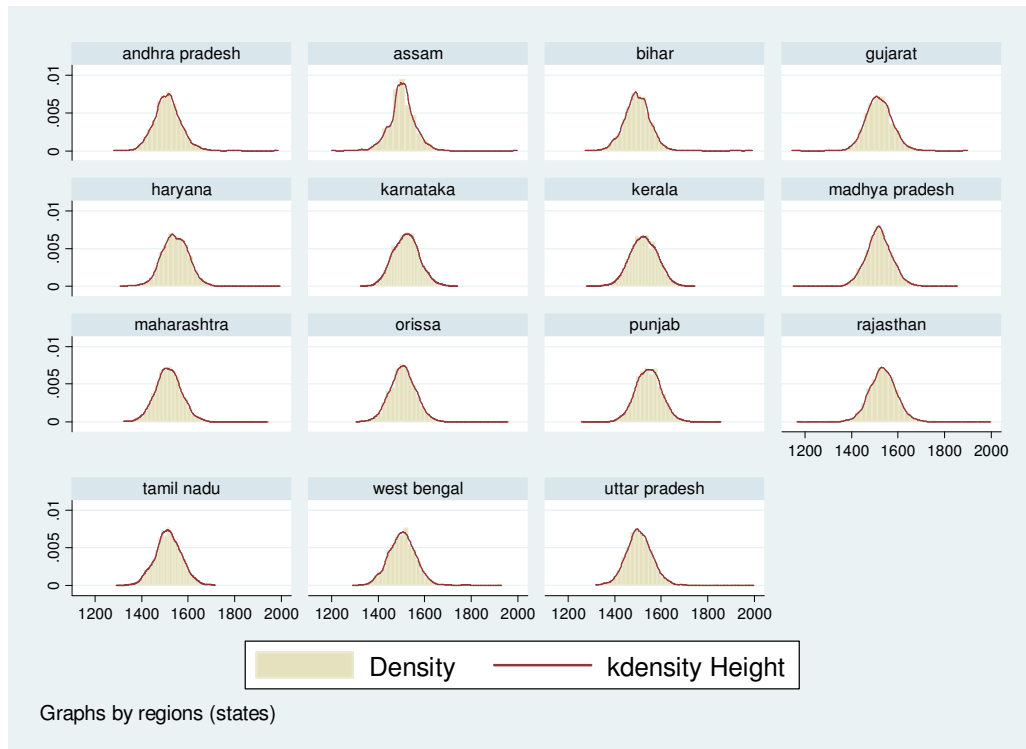 andhra pradesh assam bihar gujarat
.01
.005
0
haryana karnataka kerala madhya pradesh
.01
.005
0
maharashtra orissa punjab rajasthan
.01
.005
0
1200 1400 1600 1800 2000
tamil nadu west bengal uttar pradesh
.01
.005
0
1200 1400 1600 1800 2000 1200 1400 1600 1800 2000 1200 1400 1600 1800 2000
Density kdensity Height
Graphs by regions (states)